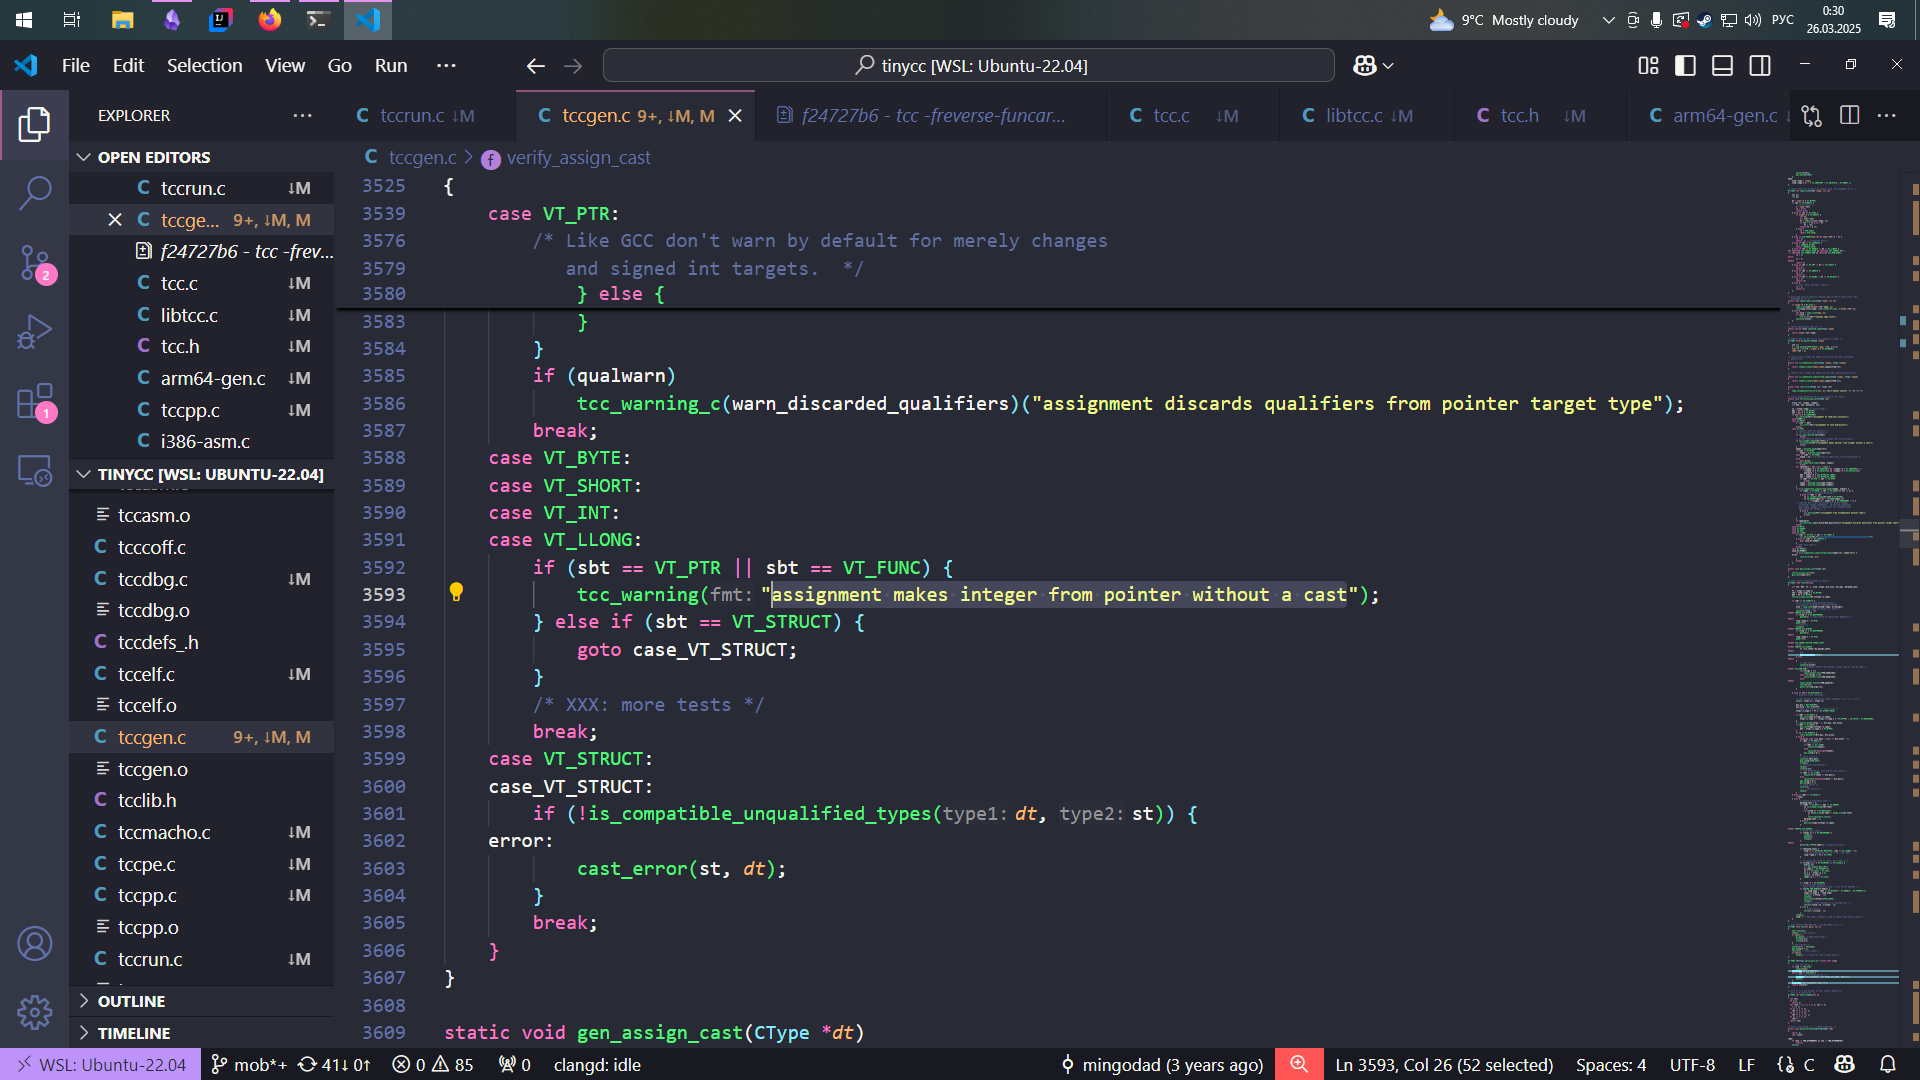 9°C Mostly cloudy
РУС
0:30
26.03.2025
File Edit Selection View Go Run ···
tinycc [WSL: Ubuntu-22.04]
EXPLORER
C tccrun.c ↓M
C tccgen.c 9+, ↓M, M
f24727b6 - tcc -freverse-funcar...
C tcc.c ↓M
C libtcc.c ↓M
C tcc.h ↓M
C arm64-gen.c
OPEN EDITORS
C tccrun.c ↓M
C tccge... 9+, ↓M, M
f24727b6 - tcc -frev...
C tcc.c ↓M
C libtcc.c ↓M
C tcc.h ↓M
C arm64-gen.c ↓M
C tccpp.c ↓M
C i386-asm.c
TINYCC [WSL: UBUNTU-22.04]
tccasm.o
C tcccoff.c
C tccdbg.c ↓M
tccdbg.o
C tccdefs_.h
C tccelf.c ↓M
tccelf.o
C tccgen.c 9+, ↓M, M
tccgen.o
C tcclib.h
C tccmacho.c ↓M
C tccpe.c ↓M
C tccpp.c ↓M
tccpp.o
C tccrun.c ↓M
OUTLINE
TIMELINE
2
1
C tccgen.c > f verify_assign_cast
3525 {
3539 case VT_PTR:
3576 /* Like GCC don't warn by default for merely changes
3579 and signed int targets.  */
3580 } else {
3583 }
3584 }
3585 if (qualwarn)
3586 tcc_warning_c(warn_discarded_qualifiers)("assignment discards qualifiers from pointer target type");
3587 break;
3588 case VT_BYTE:
3589 case VT_SHORT:
3590 case VT_INT:
3591 case VT_LLONG:
3592 if (sbt == VT_PTR || sbt == VT_FUNC) {
3593 tcc_warning(fmt: "assignment makes integer from pointer without a cast");
3594 } else if (sbt == VT_STRUCT) {
3595 goto case_VT_STRUCT;
3596 }
3597 /* XXX: more tests */
3598 break;
3599 case VT_STRUCT:
3600 case_VT_STRUCT:
3601 if (!is_compatible_unqualified_types(type1: dt, type2: st)) {
3602 error:
3603 cast_error(st, dt);
3604 }
3605 break;
3606 }
3607 }
3608
3609 static void gen_assign_cast(CType *dt)
WSL: Ubuntu-22.04 mob*+ 41↓ 0↑ 0 85 0 clangd: idle mingodad (3 years ago) Ln 3593, Col 26 (52 selected) Spaces: 4 UTF-8 LF {} C